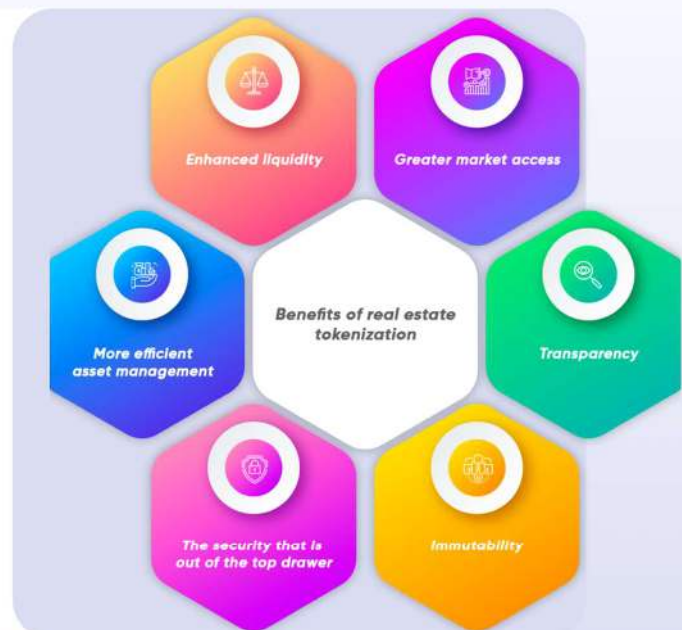 Enhanced liquidity
Greater market access
More efficient
asset management
Benefits of real estate
tokenization
Transparency
The security that is
out of the top drawer
Immutability